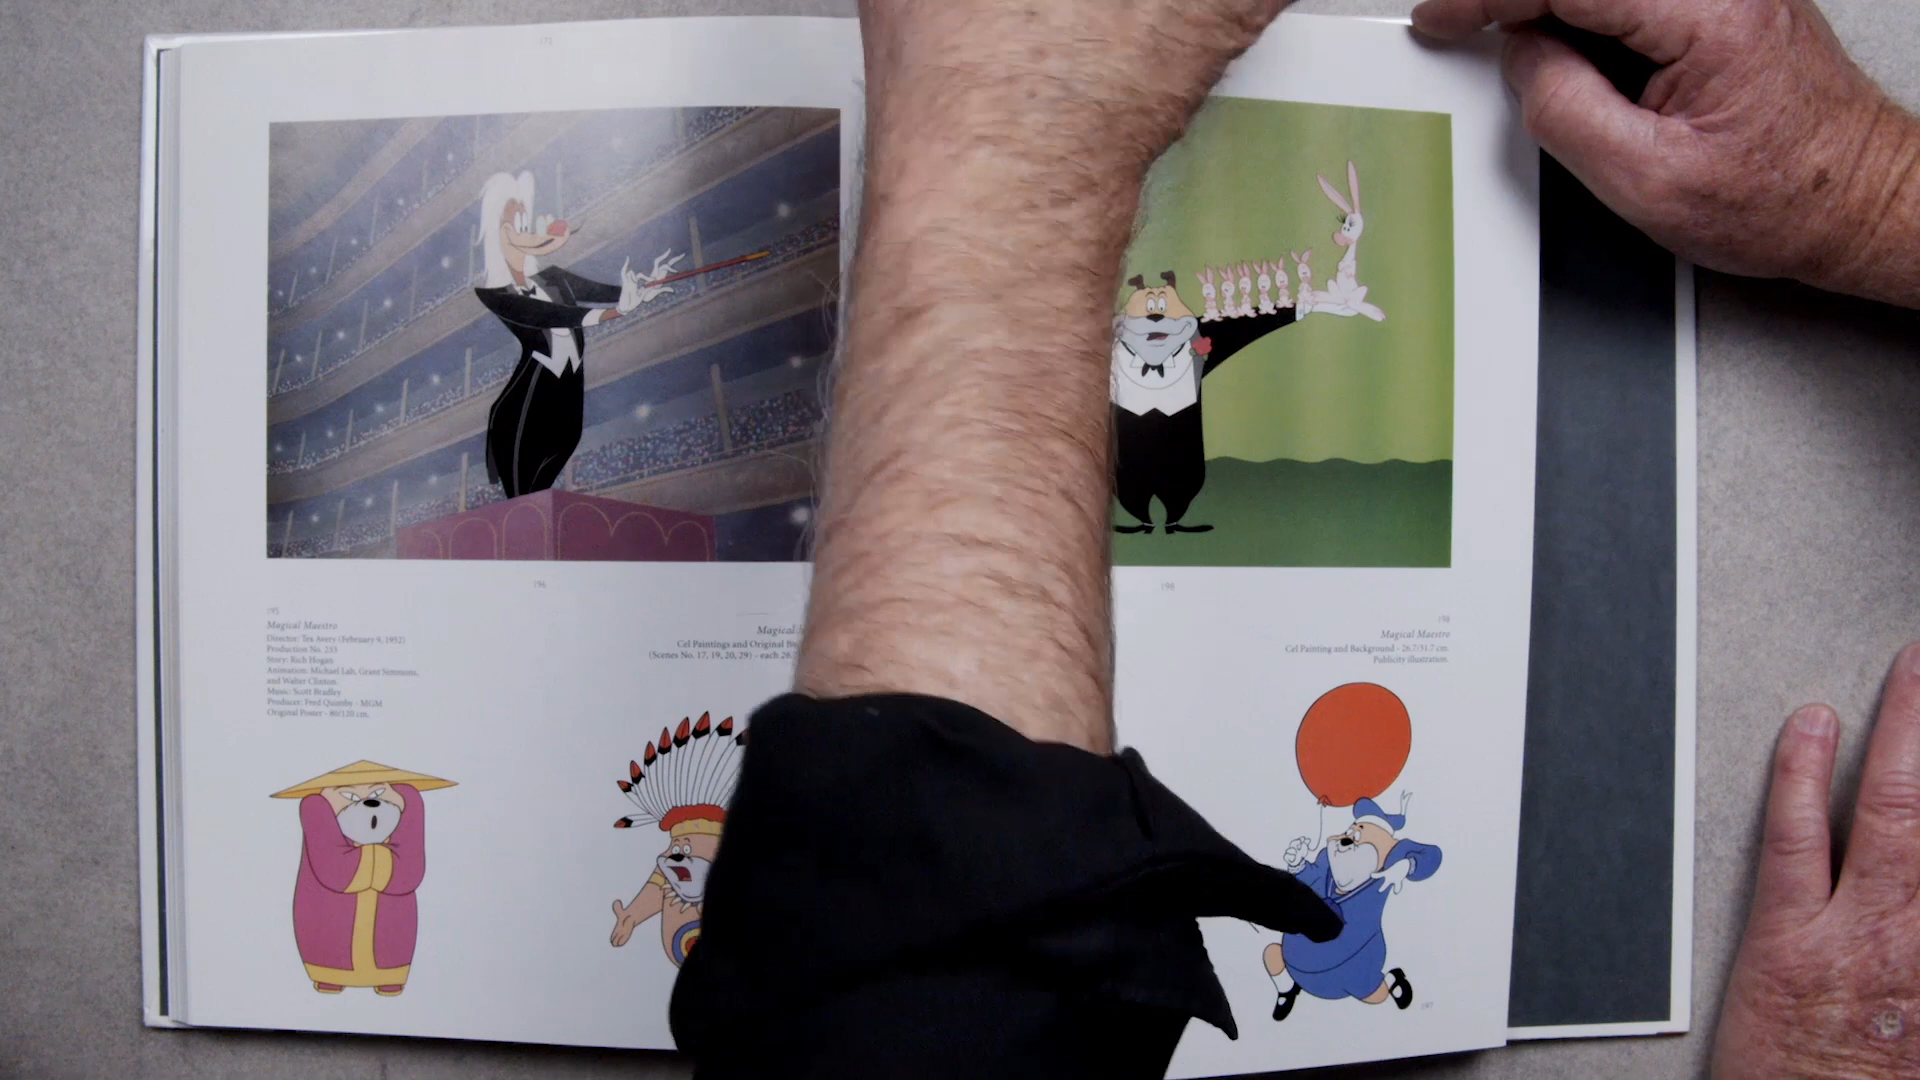 172
196
198
195
Magical Maestro
Director: Tex Avery (February 9, 1952)
Production No. 233
Story: Rich Hogan
Animation: Michael Lah, Grant Simmons,
and Walter Clinton.
Music: Scott Bradley
Producer: Fred Quimby - MGM
Original Poster - 80/120 cm.
Magical
Cel Paintings and Original
(Scenes No. 17, 19, 20, 29) - each
198
Magical Maestro
Cel Painting and Background - 26.7/31.7 cm.
Publicity illustration.
197